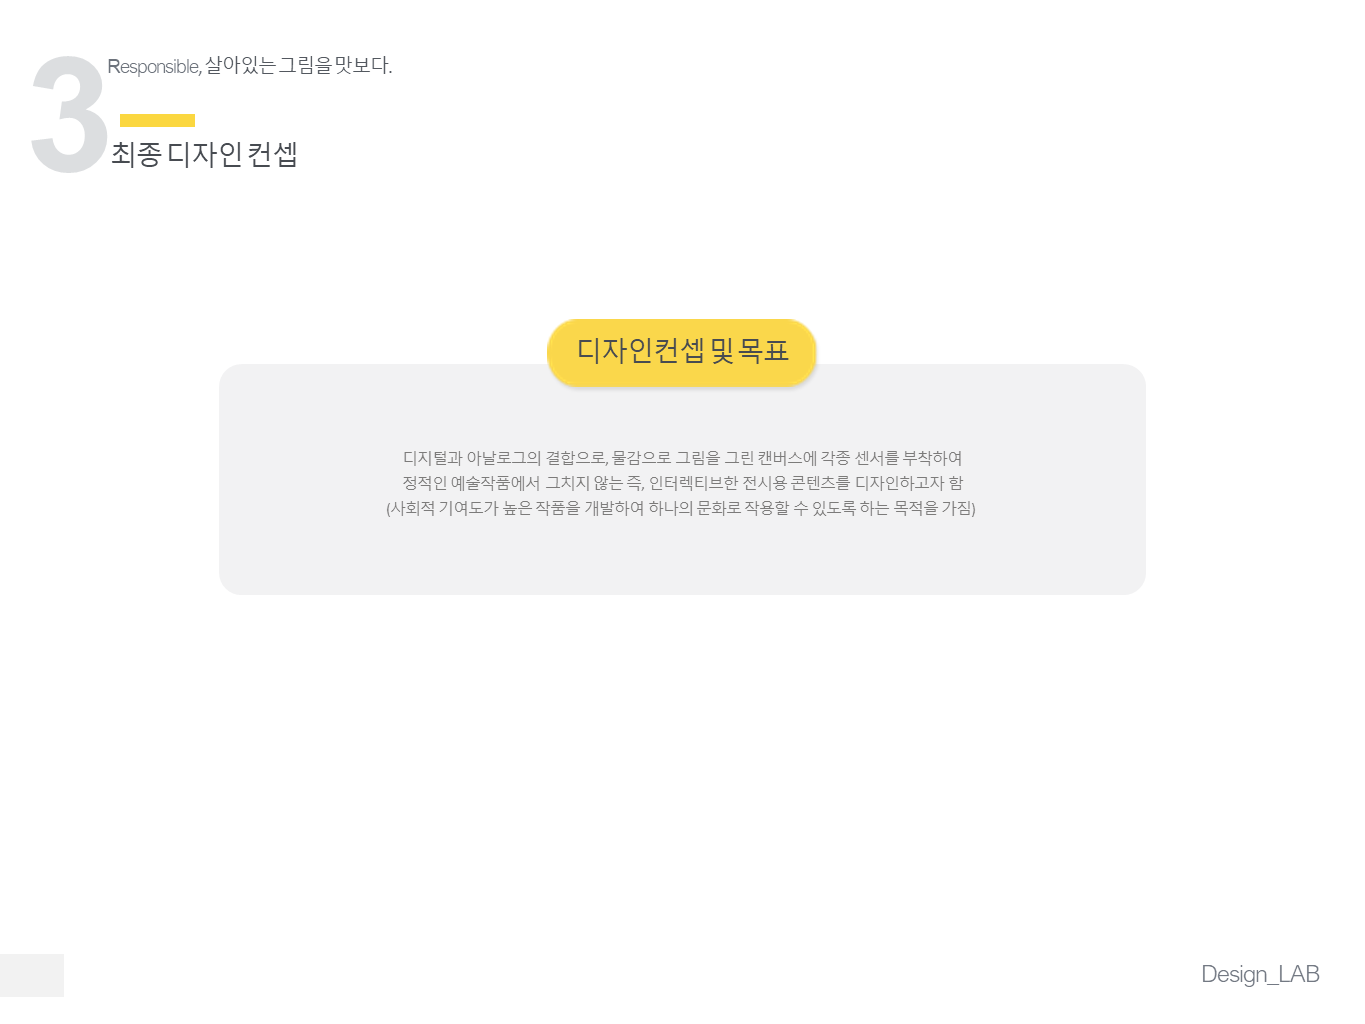 3
Responsible, 살아있는 그림을 맛보다.
최종 디자인 컨셉
디자인컨셉 및 목표
디지털과 아날로그의 결합으로, 물감으로 그림을 그린 캔버스에 각종 센서를 부착하여
정적인 예술작품에서 그치지 않는 즉, 인터렉티브한 전시용 콘텐츠를 디자인하고자 함
(사회적 기여도가 높은 작품을 개발하여 하나의 문화로 작용할 수 있도록 하는 목적을 가짐)
Design_LAB